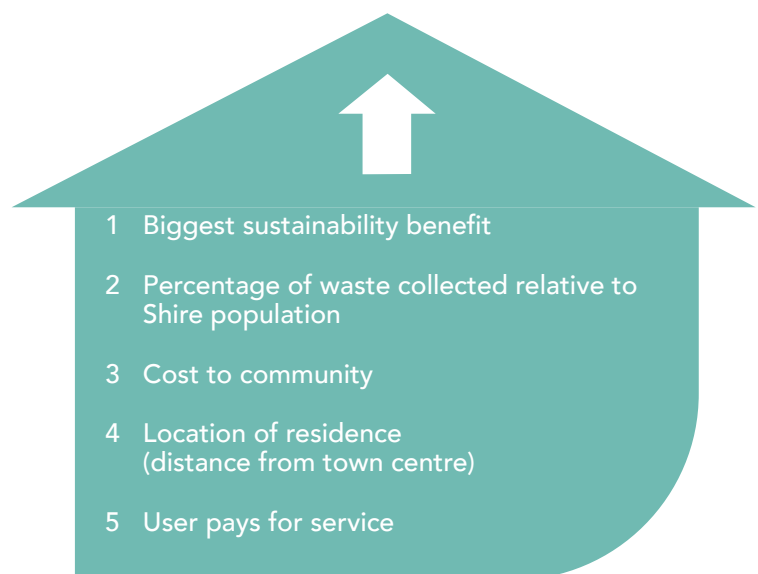 1 Biggest sustainability benefit
2 Percentage of waste collected relative to
Shire population
3 Cost to community
4 Location of residence
(distance from town centre)
5 User pays for service